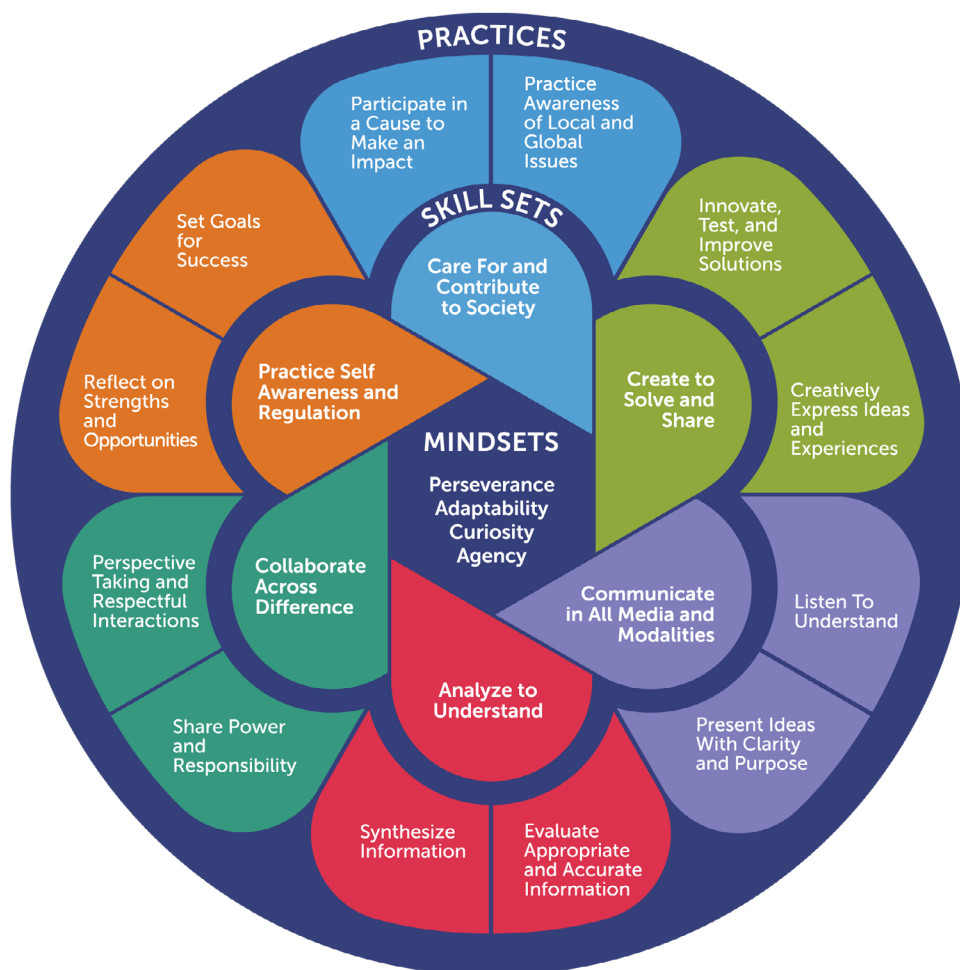 PRACTICES
Participate in
a Cause to
Make an
Impact
Practice
Awareness
of Local and
Global
Issues
Set Goals
for
Success
SKILL SETS
Innovate,
Test, and
Improve
Solutions
Care For and
Contribute
to Society
Reflect on
Strengths
and
Opportunities
Practice Self
Awareness and
Regulation
Create to
Solve and
Share
Creatively
Express Ideas
and
Experiences
MINDSETS
Perseverance
Adaptability
Curiosity
Agency
Perspective
Taking and
Respectful
Interactions
Collaborate
Across
Difference
Communicate
in All Media and
Modalities
Listen To
Understand
Share Power
and
Responsibility
Analyze to
Understand
Present Ideas
With Clarity
and Purpose
Synthesize
Information
Evaluate
Appropriate
and Accurate
Information